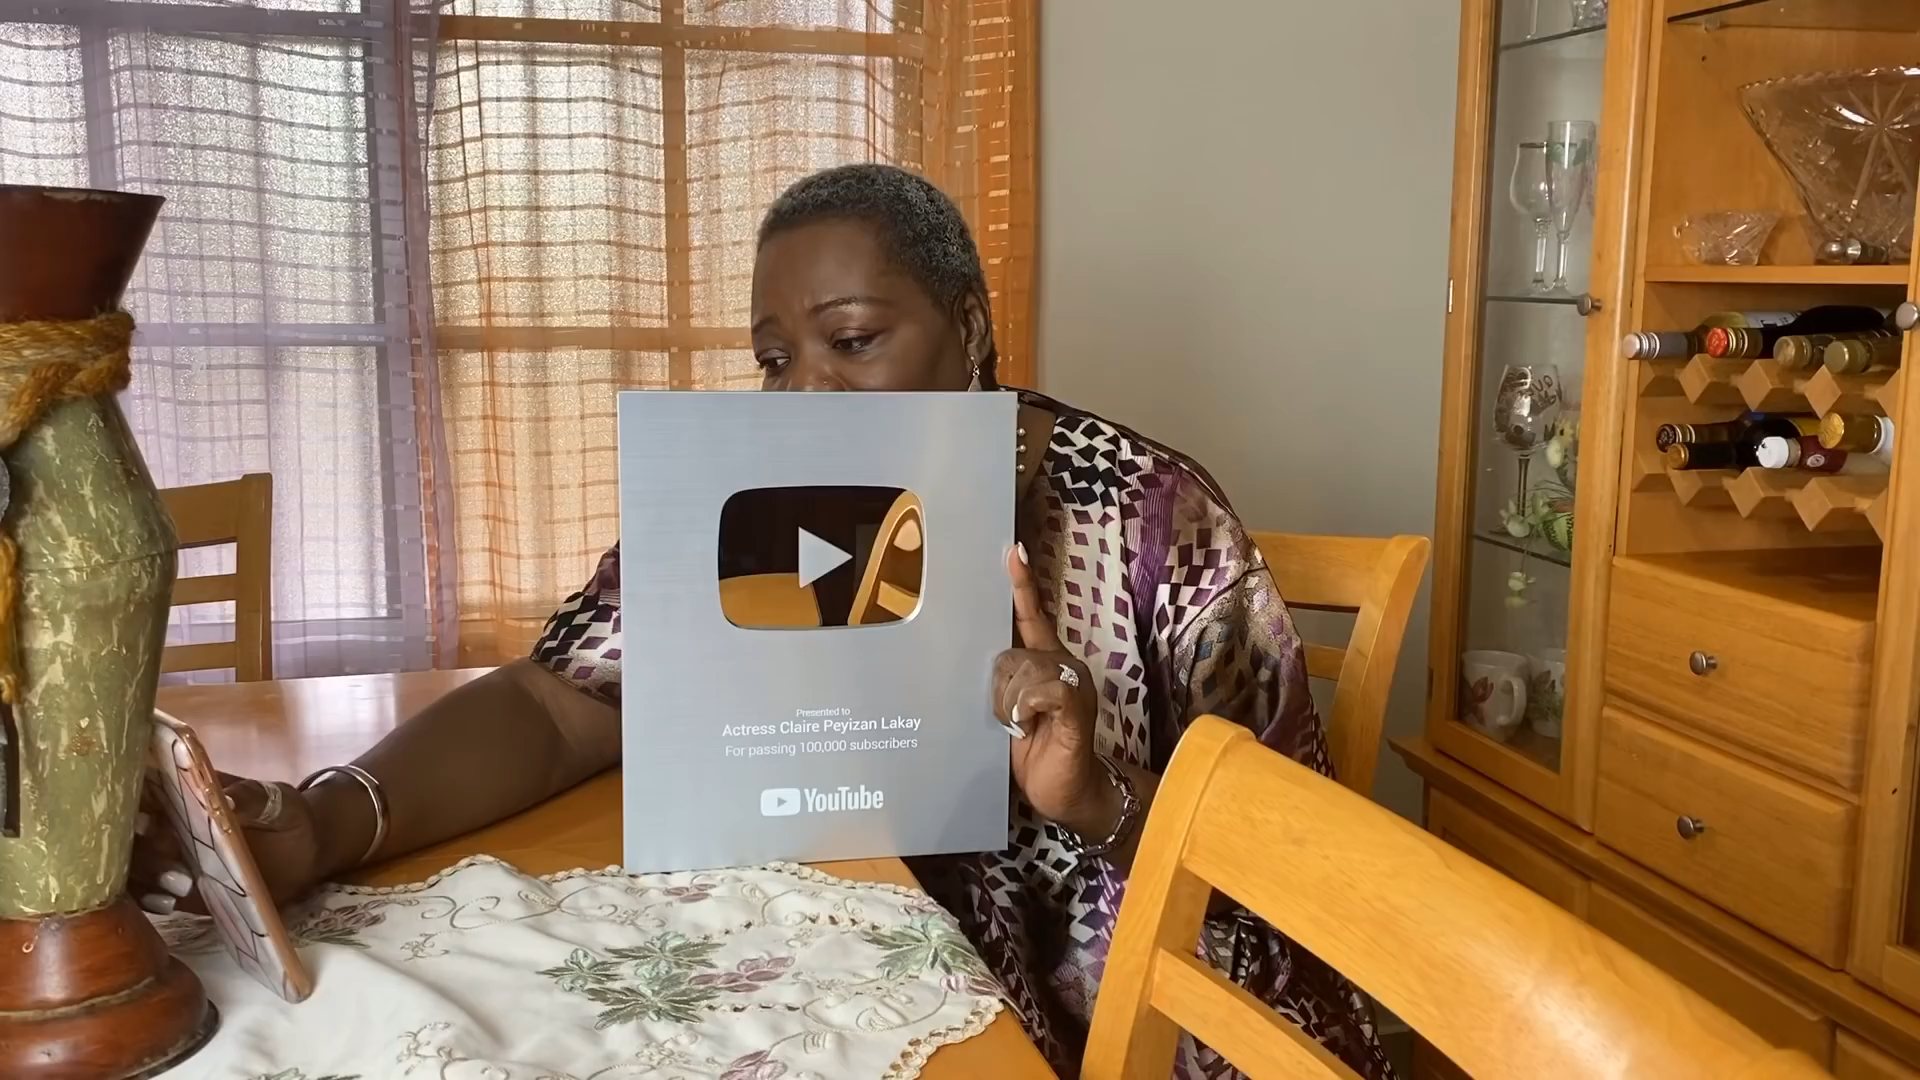 Presented to
Actress Claire Peyizan Lakay
For passing 100,000 subscribers
YouTube